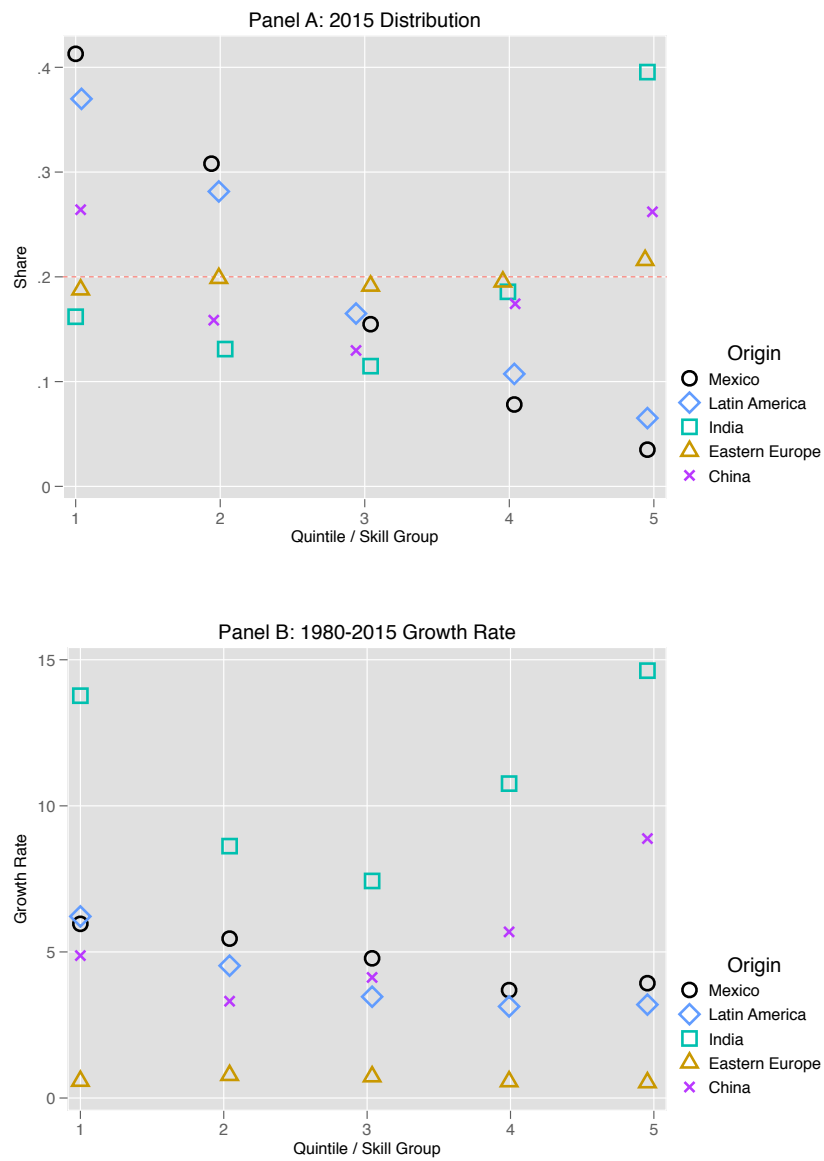 Panel A: 2015 Distribution
.4
.3
.2
.1
0
Share
1 2 3 4 5
Quintile / Skill Group
Origin
Mexico
Latin America
India
Eastern Europe
China
Panel B: 1980-2015 Growth Rate
15
10
5
0
Growth Rate
1 2 3 4 5
Quintile / Skill Group
Origin
Mexico
Latin America
India
Eastern Europe
China